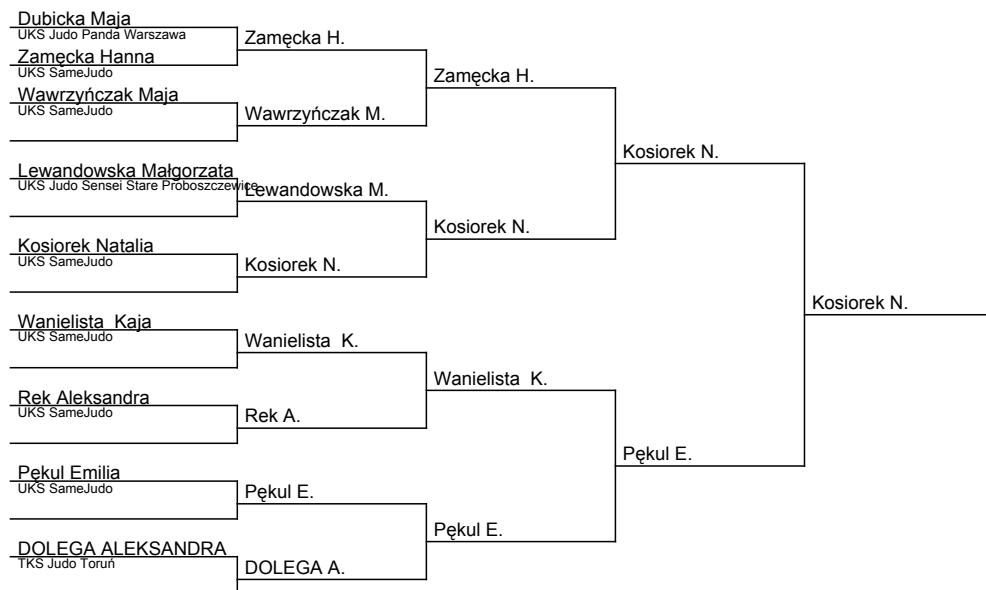 Dubicka Maja
UKS Judo Panda Warszawa
Zamęcka Hanna
UKS SameJudo
Wawrzyńczak Maja
UKS SameJudo
Lewandowska Małgorzata
UKS Judo Sensei Stare Proboszczewice
Kosiorek Natalia
UKS SameJudo
Wanielista  Kaja
UKS SameJudo
Rek Aleksandra
UKS SameJudo
Pękul Emilia
UKS SameJudo
DOLEGA ALEKSANDRA
TKS Judo Toruń
Zamęcka H.
Wawrzyńczak M.
Lewandowska M.
Kosiorek N.
Wanielista  K.
Rek A.
Pękul E.
DOLEGA A.
Zamęcka H.
Kosiorek N.
Wanielista  K.
Pękul E.
Kosiorek N.
Pękul E.
Kosiorek N.